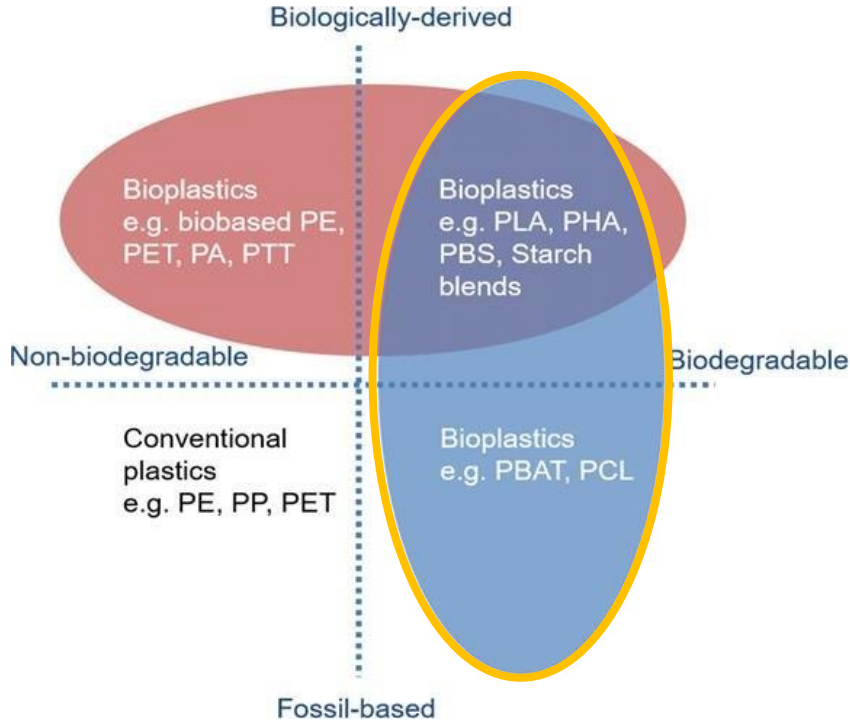 Biologically-derived
Bioplastics
e.g. biobased PE,
PET, PA, PTT
Bioplastics
e.g. PLA, PHA,
PBS, Starch
blends
Non-biodegradable
Biodegradable
Conventional
plastics
e.g. PE, PP, PET
Bioplastics
e.g. PBAT, PCL
Fossil-based